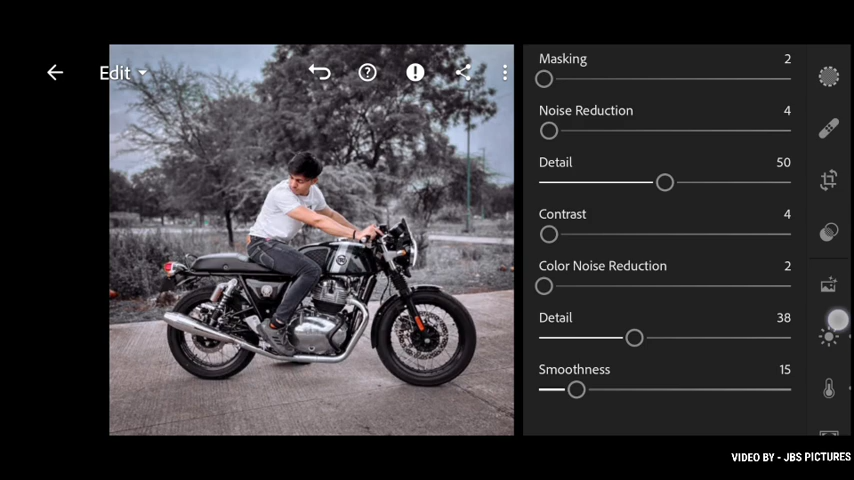 Edit
Masking 2
Noise Reduction 4
Detail 50
Contrast 4
Color Noise Reduction 2
Detail 38
Smoothness 15
VIDEO BY - JBS PICTURES